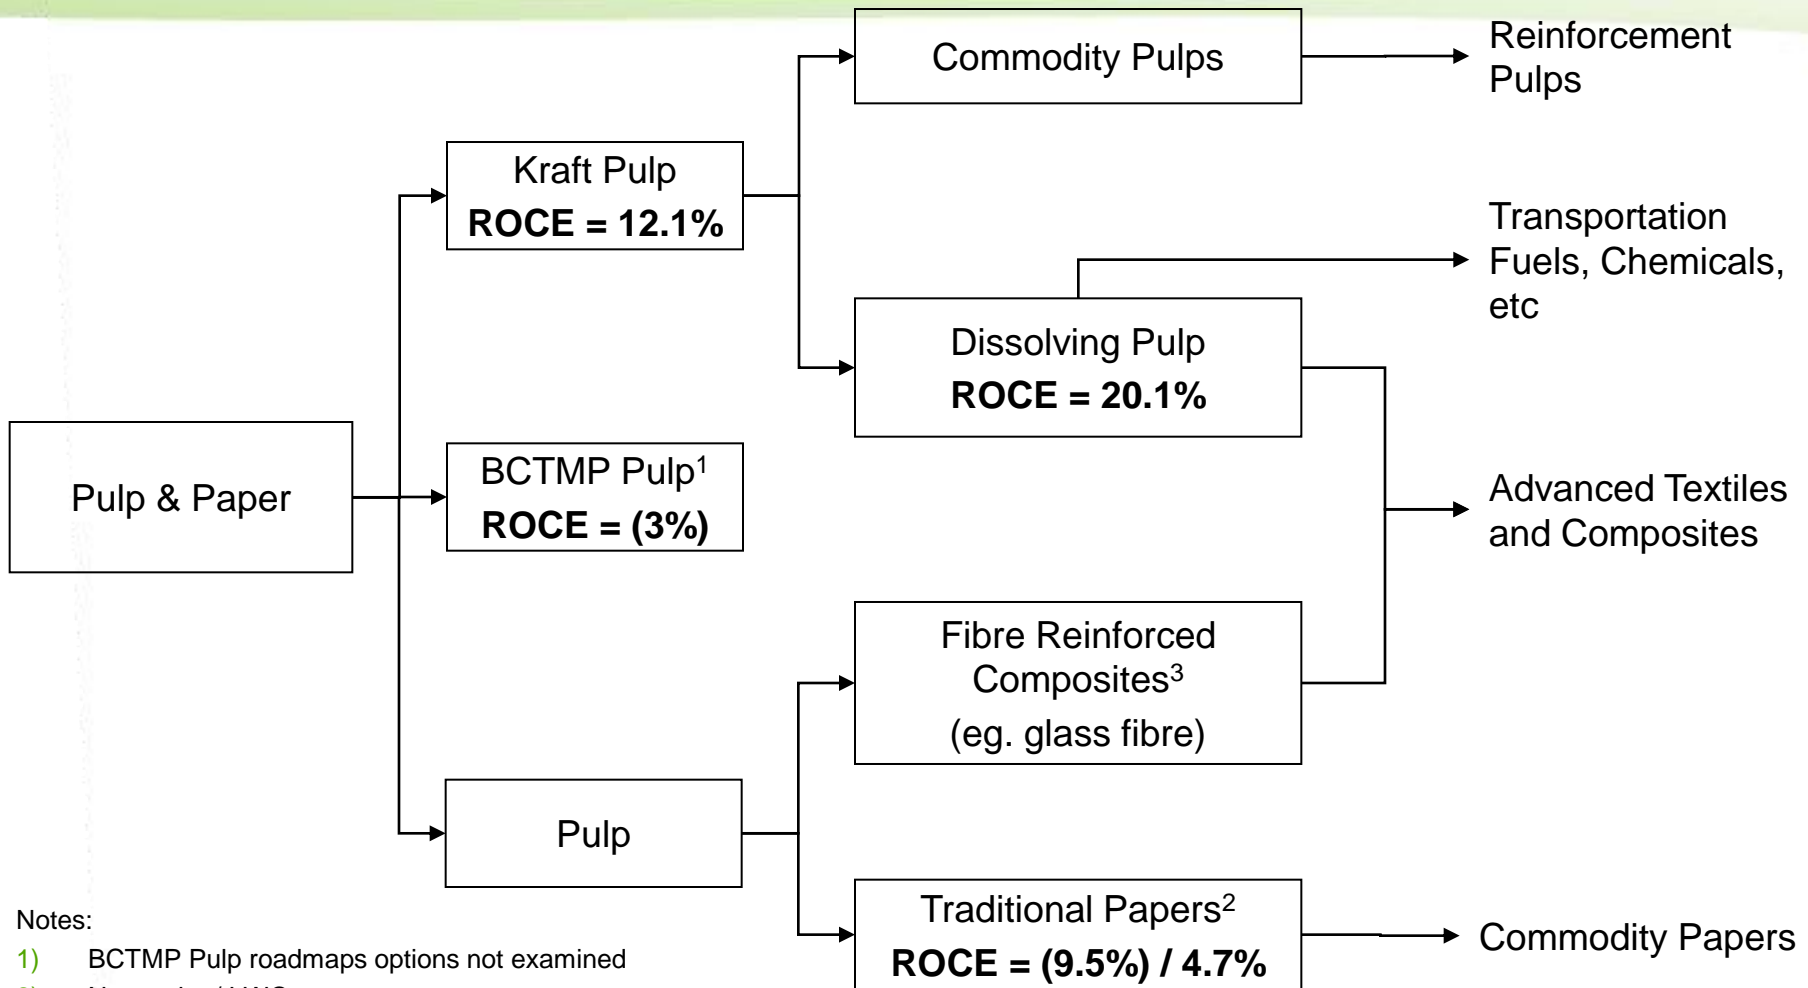 Commodity Pulps
Reinforcement
Pulps
Kraft Pulp
ROCE = 12.1%
Transportation
Fuels, Chemicals,
etc
Dissolving Pulp
ROCE = 20.1%
Pulp & Paper
BCTMP Pulp¹
ROCE = (3%)
Advanced Textiles
and Composites
Fibre Reinforced
Composites³
(eg. glass fibre)
Pulp
Traditional Papers²
ROCE = (9.5%) / 4.7%
Commodity Papers
Notes:
1) BCTMP Pulp roadmaps options not examined